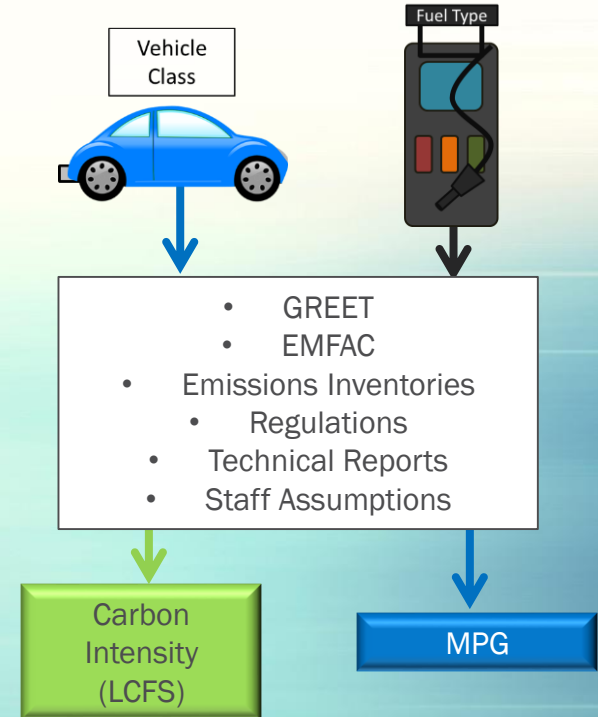 Fuel Type
Vehicle
Class
• GREET
• EMFAC
• Emissions Inventories
• Regulations
• Technical Reports
• Staff Assumptions
Carbon
Intensity
(LCFS)
MPG